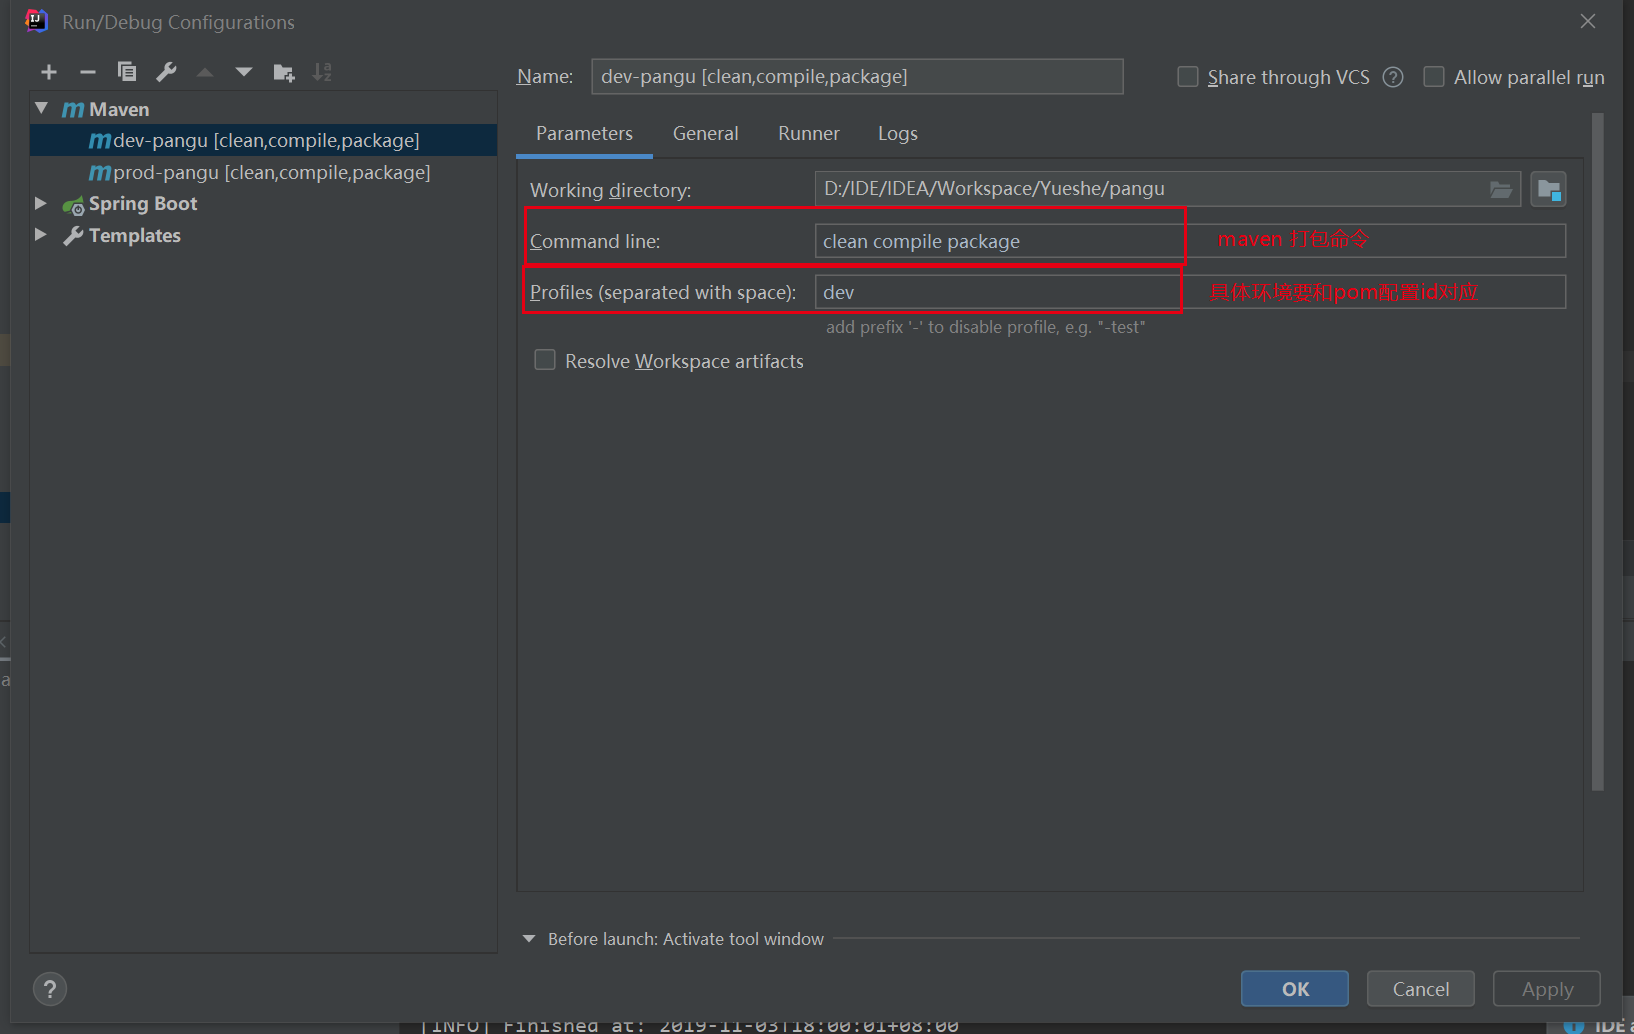 Run/Debug Configurations
Name: dev-pangu [clean,compile,package] Share through VCS ? Allow parallel run
Maven
dev-pangu [clean,compile,package]
prod-pangu [clean,compile,package]
Spring Boot
Templates
Parameters General Runner Logs
Working directory: D:/IDE/IDEA/Workspace/Yueshe/pangu
Command line: clean compile package maven 打包命令
Profiles (separated with space): dev 具体环境要和pom配置id对应
add prefix '-' to disable profile, e.g. "-test"
Resolve Workspace artifacts
Before launch: Activate tool window
? OK Cancel Apply
[INFO] Finished at: 2019-11-03T18:00:01+08:00